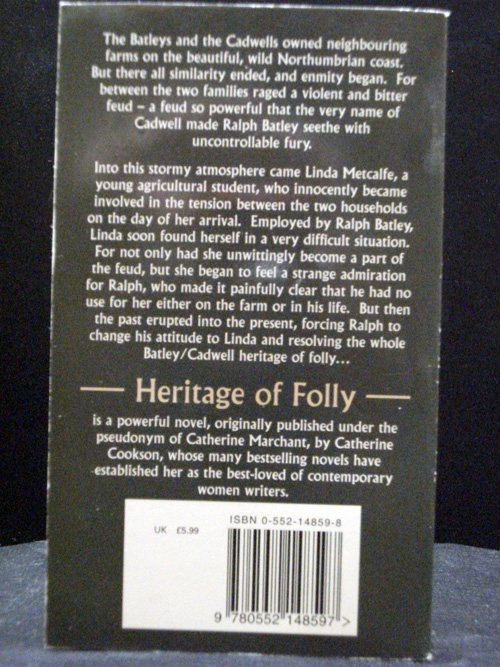 The Batleys and the Cadwells owned neighbouring
farms on the beautiful, wild Northumbrian coast.
But there all similarity ended, and enmity began. For
between the two families raged a violent and bitter
feud – a feud so powerful that the very name of
Cadwell made Ralph Batley seethe with
uncontrollable fury.
Into this stormy atmosphere came Linda Metcalfe, a
young agricultural student, who innocently became
involved in the tension between the two households
on the day of her arrival. Employed by Ralph Batley,
Linda soon found herself in a very difficult situation.
For not only had she unwittingly become a part of
the feud, but she began to feel a strange admiration
for Ralph, who made it painfully clear that he had no
use for her either on the farm or in his life. But then
the past erupted into the present, forcing Ralph to
change his attitude to Linda and resolving the whole
Batley/Cadwell heritage of folly...
Heritage of Folly
is a powerful novel, originally published under the
pseudonym of Catherine Marchant, by Catherine
Cookson, whose many bestselling novels have
established her as the best-loved of contemporary
women writers.
ISBN 0-552-14859-8
UK £5.99
9 780552 148597 >